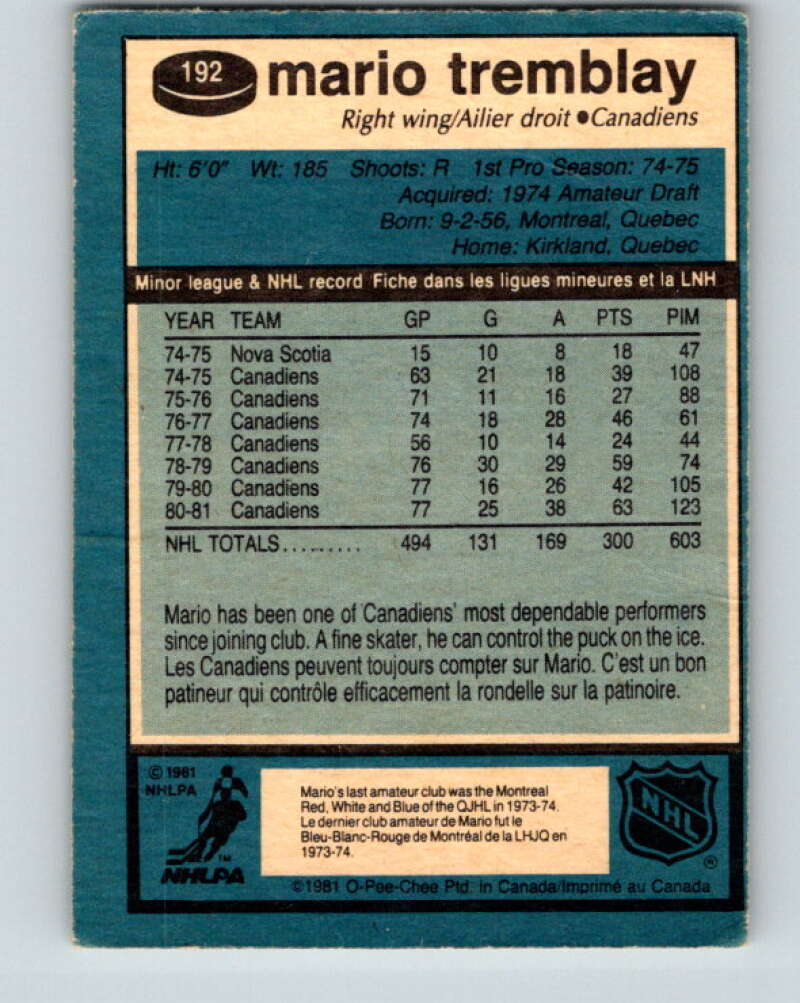 192 mario tremblay
Right wing/Ailier droit ●Canadiens
Ht: 6'0" Wt: 185 Shoots: R 1st Pro Season: 74-75
Acquired: 1974 Amateur Draft
Born: 9-2-56, Montreal, Quebec
Home: Kirkland, Quebec
Minor league & NHL record Fiche dans les ligues mineures et la LNH
YEAR TEAM GP G A PTS PIM
74-75 Nova Scotia 15 10 8 18 47
74-75 Canadiens 63 21 18 39 108
75-76 Canadiens 71 11 16 27 88
76-77 Canadiens 74 18 28 46 61
77-78 Canadiens 56 10 14 24 44
78-79 Canadiens 76 30 29 59 74
79-80 Canadiens 77 16 26 42 105
80-81 Canadiens 77 25 38 63 123
NHL TOTALS.......... 494 131 169 300 603
Mario has been one of Canadiens' most dependable performers
since joining club. A fine skater, he can control the puck on the ice.
Les Canadiens peuvent toujours compter sur Mario. C'est un bon
patineur qui contrôle efficacement la rondelle sur la patinoire.
© 1981
NHLPA
Mario's last amateur club was the Montreal
Red, White and Blue of the QJHL in 1973-74.
Le dernier club amateur de Mario fut le
Bleu-Blanc-Rouge de Montréal de la LHJQ en
1973-74.
NHL
®
TM
NHLPA
©1981 O-Pee-Chee Ptd. in Canada/Imprimé au Canada